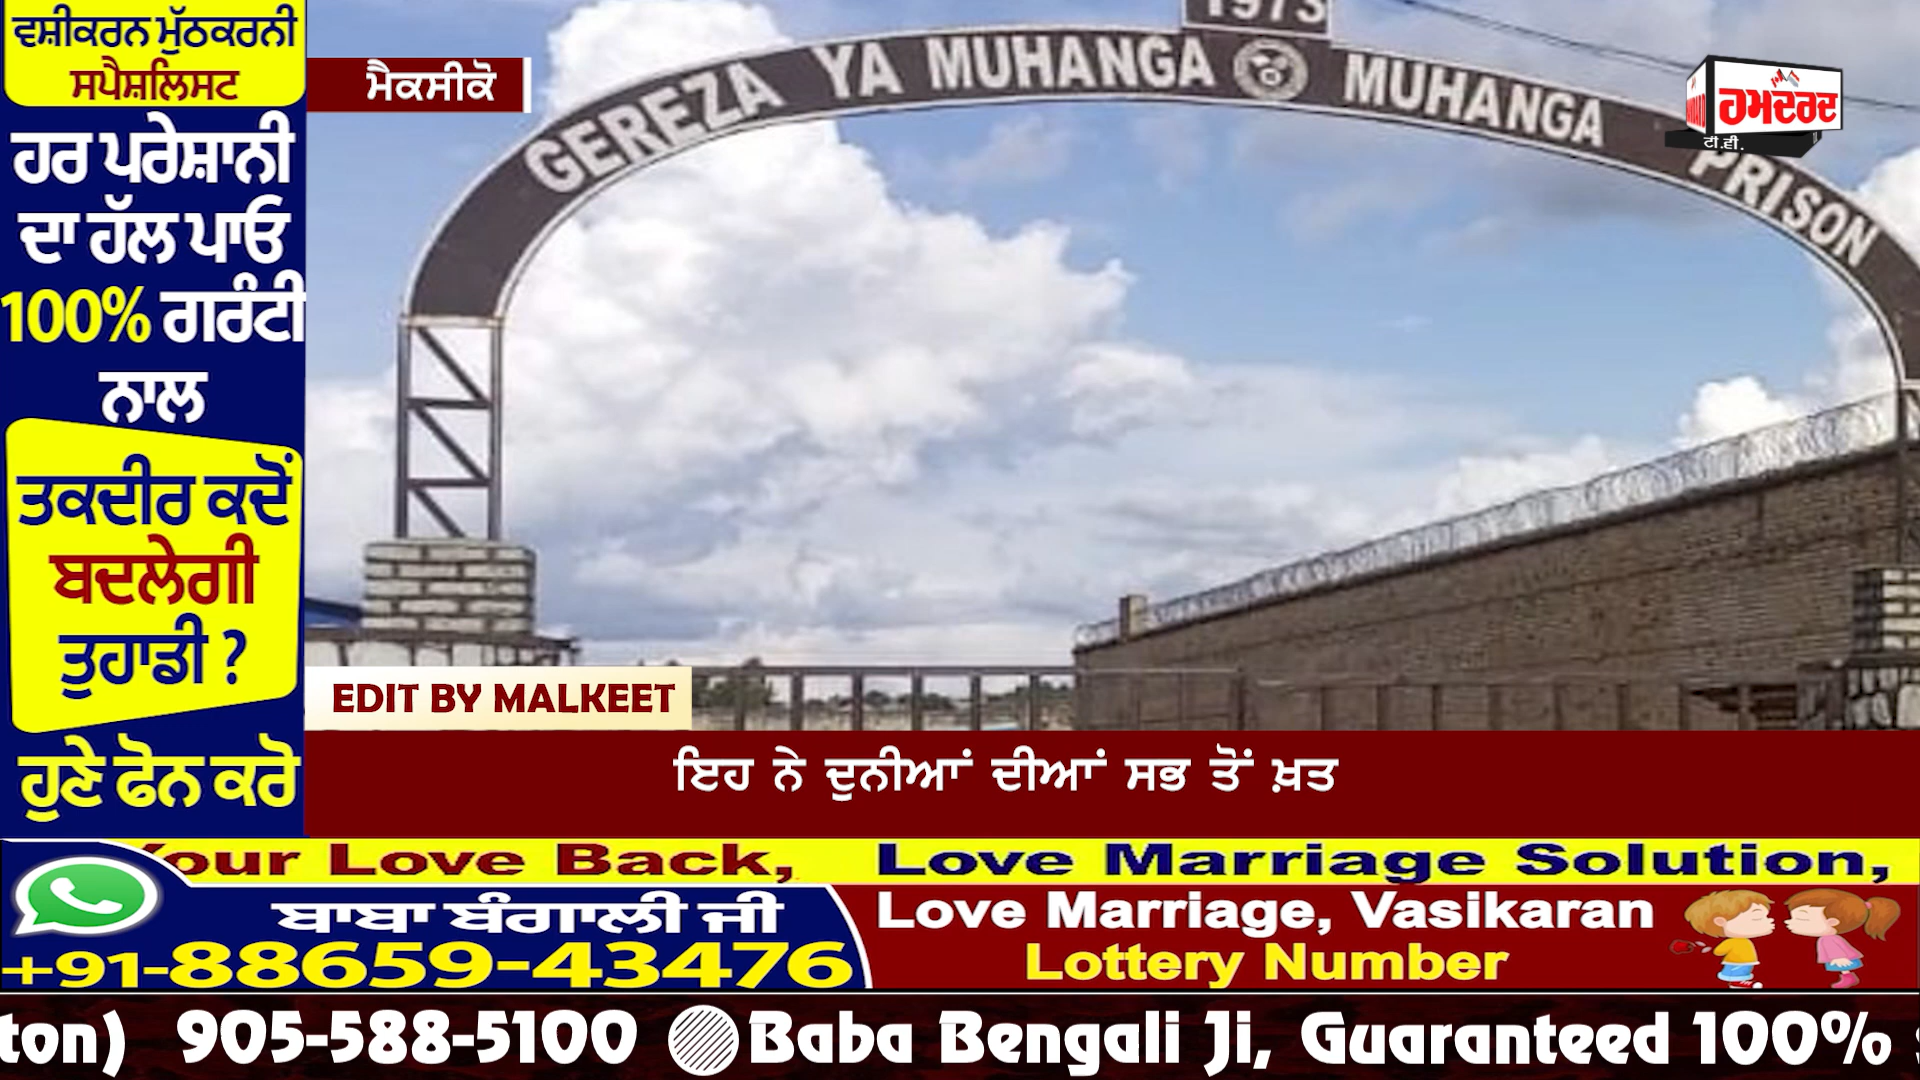 ਵਸ਼ੀਕਰਨ ਮੁੱਠਕਰਨੀ
ਸਪੈਸ਼ਲਿਸਟ
ਹਰ ਪਰੇਸ਼ਾਨੀ
ਦਾ ਹੱਲ ਪਾਓ
100% ਗਰੰਟੀ
ਨਾਲ
ਤਕਦੀਰ ਕਦੋਂ
ਬਦਲੇਗੀ
ਤੁਹਾਡੀ ?
ਹੁਣੇ ਫੋਨ ਕਰੋ
ਮੈਕਸੀਕੋ
1973
GEREZA YA MUHANGA MUHANGA PRISON
ਹਮਦਰਦ
ਟੀ.ਵੀ.
EDIT BY MALKEET
ਇਹ ਨੇ ਦੁਨੀਆਂ ਦੀਆਂ ਸਭ ਤੋਂ ਖ਼ਤ
Your Love Back, Love Marriage Solution,
ਬਾਬਾ ਬੰਗਾਲੀ ਜੀ
+91-88659-43476
Love Marriage, Vasikaran
Lottery Number
ton) 905-588-5100 Baba Bengali Ji, Guaranteed 100%